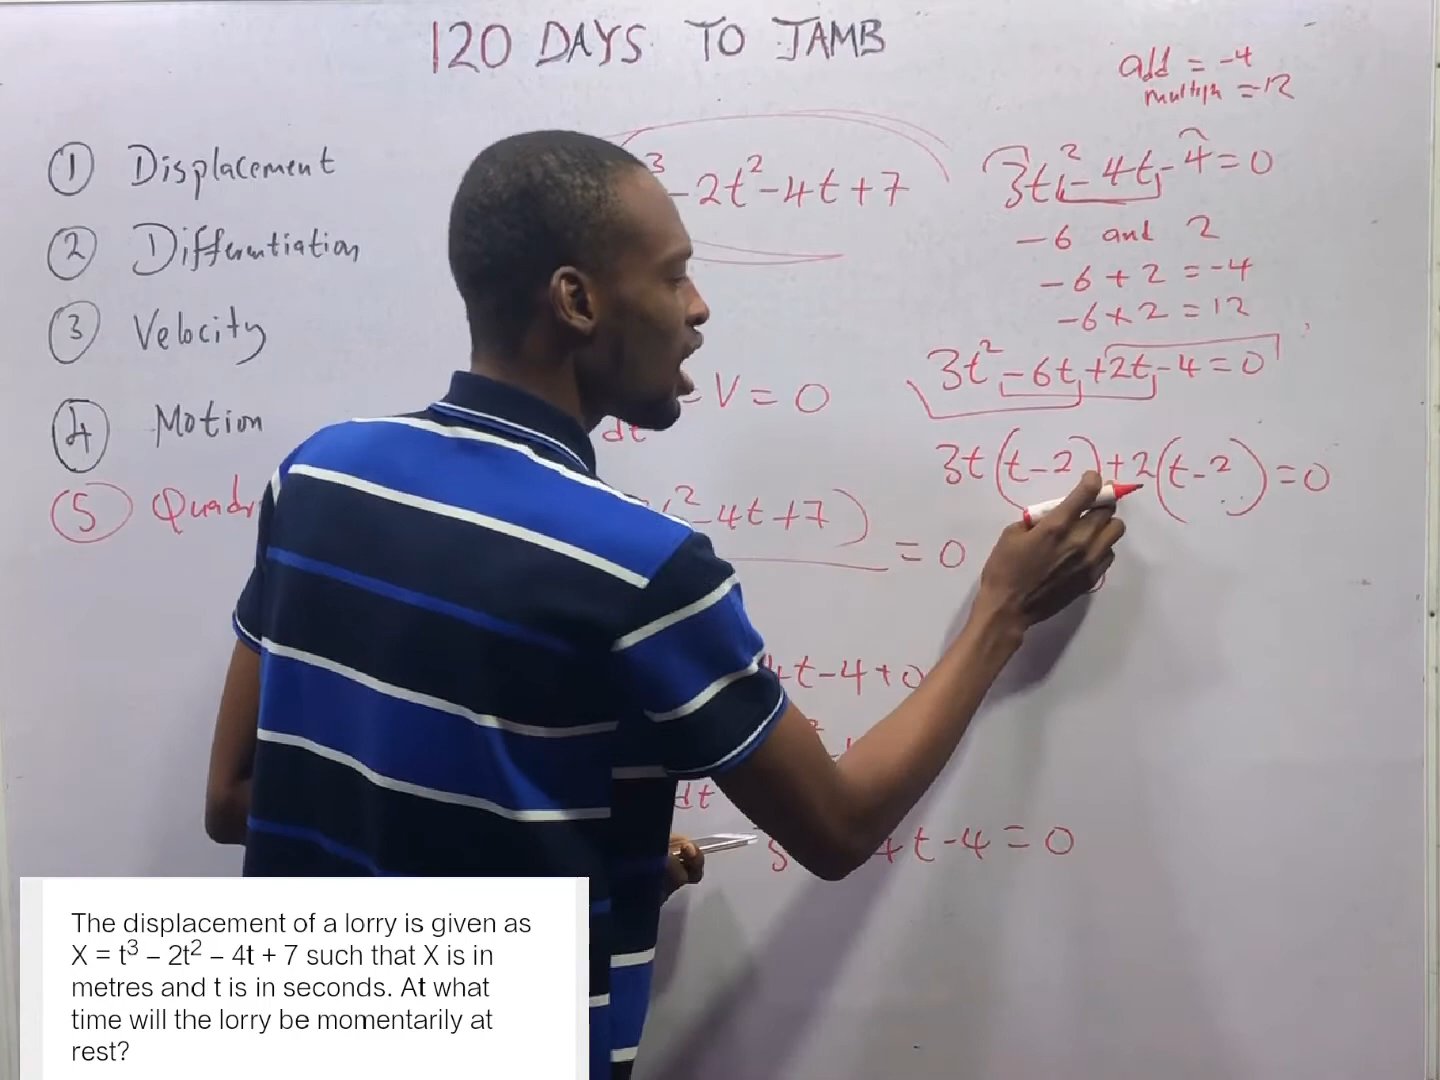 120 DAYS TO JAMB
add = -4
multiply = -12
① Displacement
② Differentiation
③ Velocity
④ Motion
⑤ Quadr
3 - 2t² - 4t + 7
3t² - 4t - 4 = 0
-6 and 2
-6 + 2 = -4
-6 × 2 = 12
3t² - 6t + 2t - 4 = 0
3t(t - 2) + 2(t - 2) = 0
dt = V = 0
² - 4t + 7) = 0
4t - 4 + 0
dt
4t - 4 = 0
The displacement of a lorry is given as
X = t³ – 2t² – 4t + 7 such that X is in
metres and t is in seconds. At what
time will the lorry be momentarily at
rest?